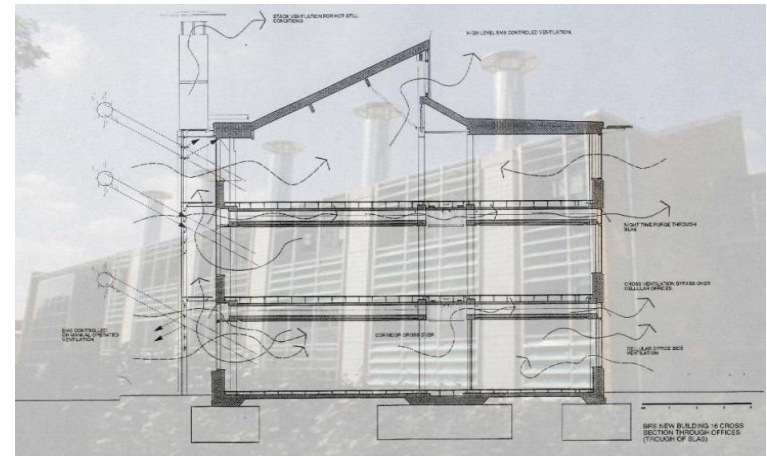 STACK VENTILATION FOR HOT STILL
CONDITIONS
HIGH LEVEL BMS CONTROLED VENTILATION.
NIGHT TIME PURGE THROUGH
SLAB
CROSS VENTILATION BYPASS OVER
CELLULAR OFFICES.
BMS CONTROLLED
OR MANUAL OPERATED
VENTILATION.
CORRIDOR CROSS OVER
CELLULAR OFFICE SIDE
VENTILATION
BRE NEW BUILDING 16 CROSS
SECTION THROUGH OFFICES
(TROUGH OF SLAB)